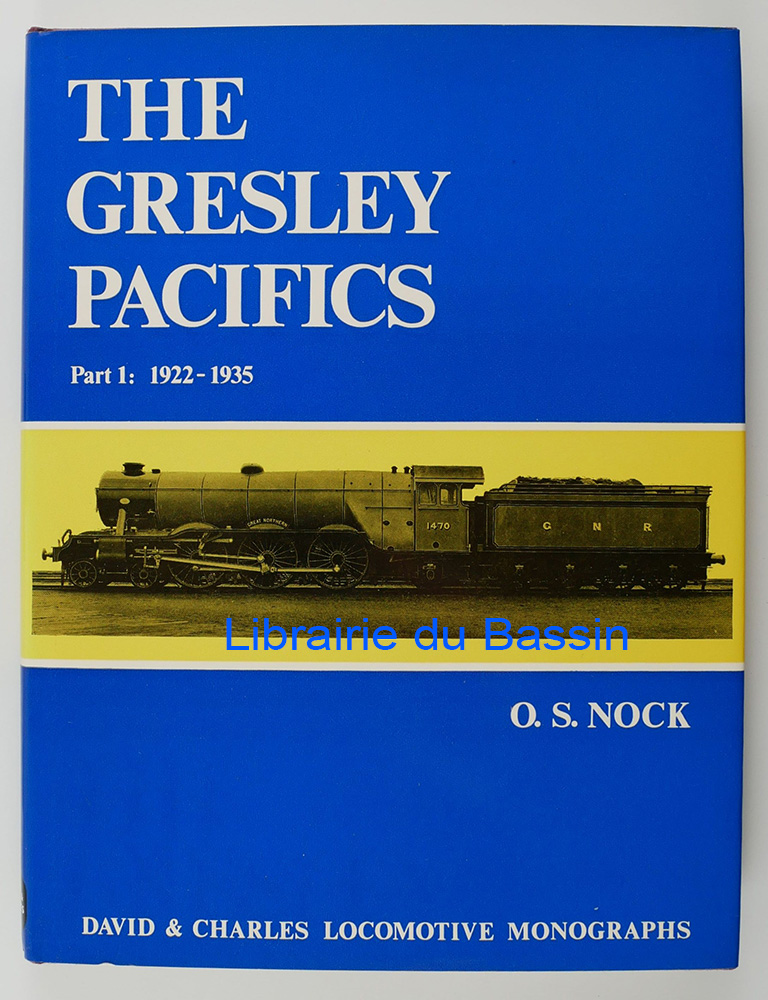 THE
GRESLEY
PACIFICS
Part 1: 1922-1935
GREAT NORTHERN
1470
G N R
Librairie du Bassin
O. S. NOCK
DAVID & CHARLES LOCOMOTIVE MONOGRAPHS